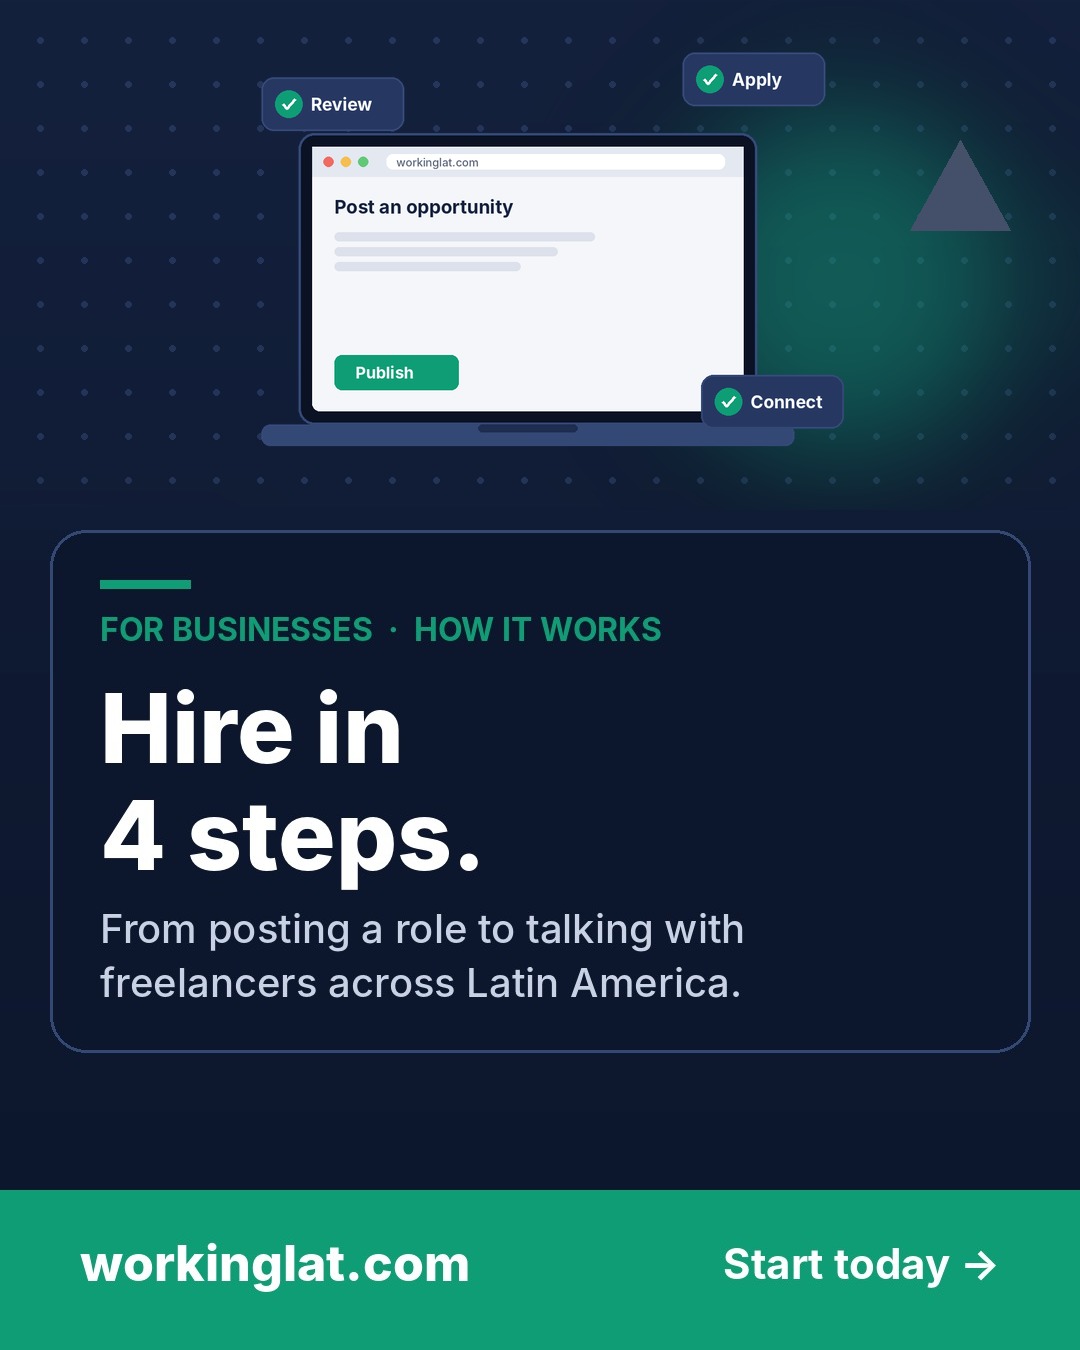 Review
Apply
workinglat.com
Post an opportunity
Publish
Connect
FOR BUSINESSES · HOW IT WORKS
Hire in
4 steps.
From posting a role to talking with
freelancers across Latin America.
workinglat.com
Start today →